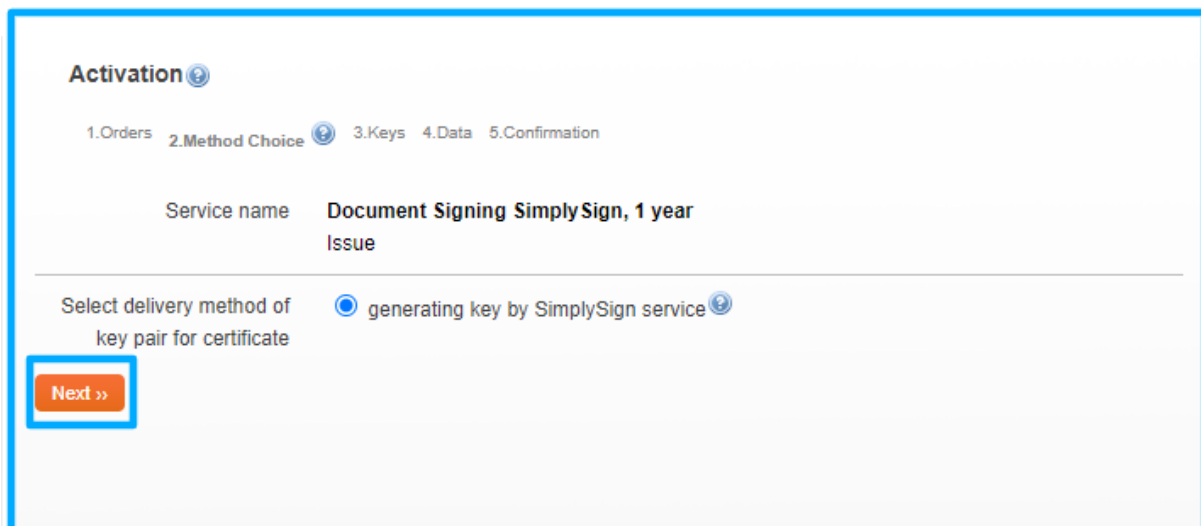 Activation
1.Orders 2.Method Choice 3.Keys 4.Data 5.Confirmation
Service name Document Signing SimplySign, 1 year
Issue
Select delivery method of generating key by SimplySign service
key pair for certificate
Next ››